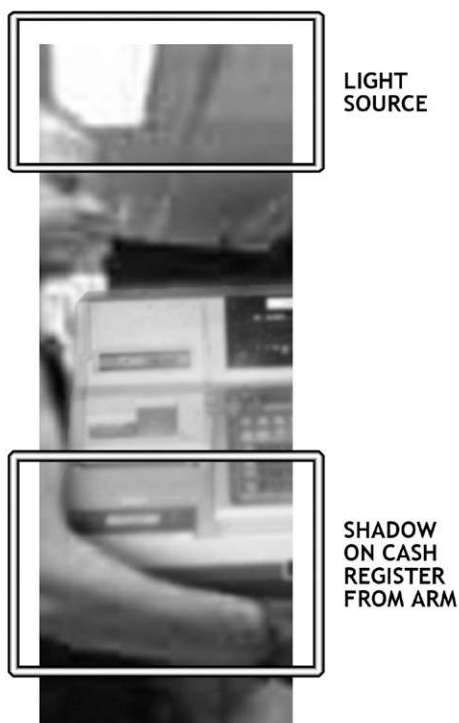 LIGHT
SOURCE
SHADOW
ON CASH
REGISTER
FROM ARM